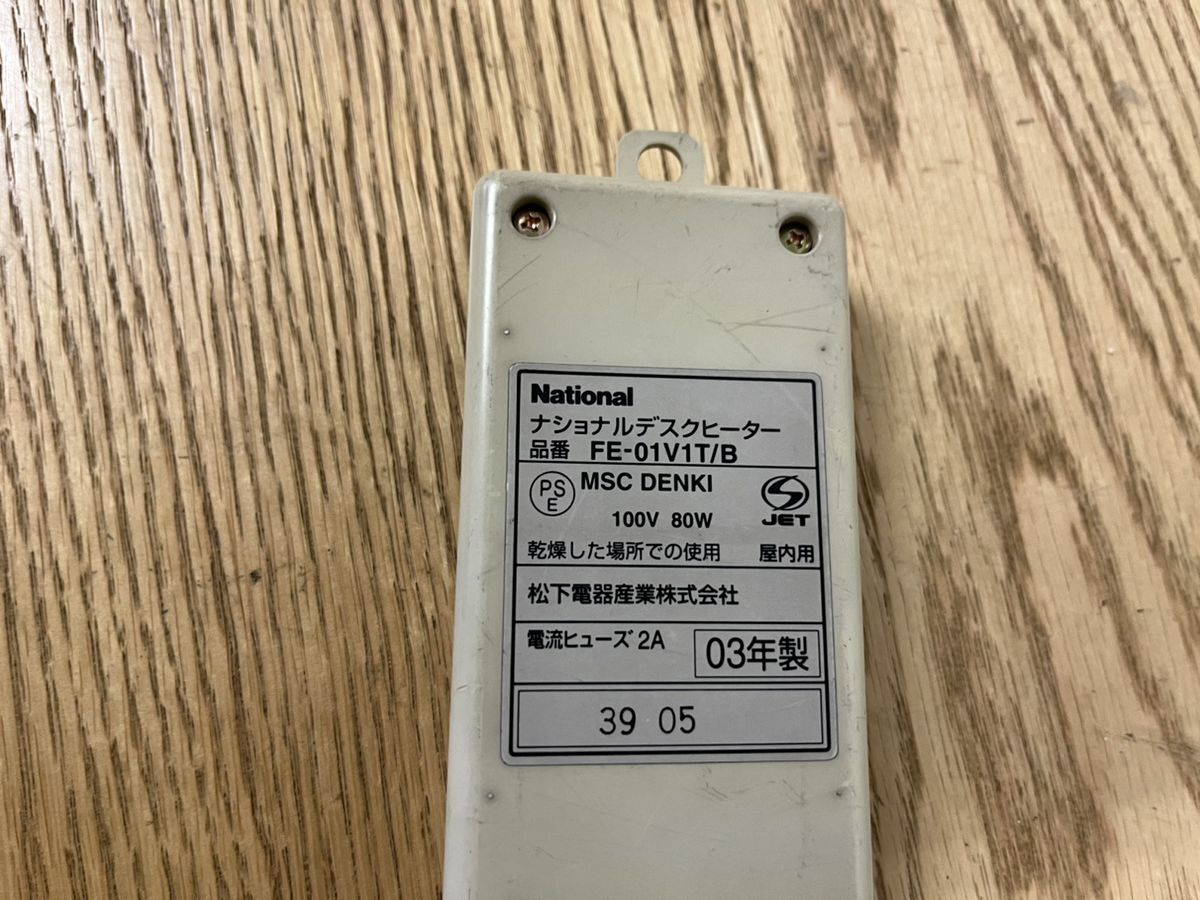 National
ナショナルデスクヒーター
品番 FE-01V1T/B
PS
E
MSC DENKI
JET
100V 80W
乾燥した場所での使用 屋内用
松下電器産業株式会社
電流ヒューズ 2A
03年製
39 05